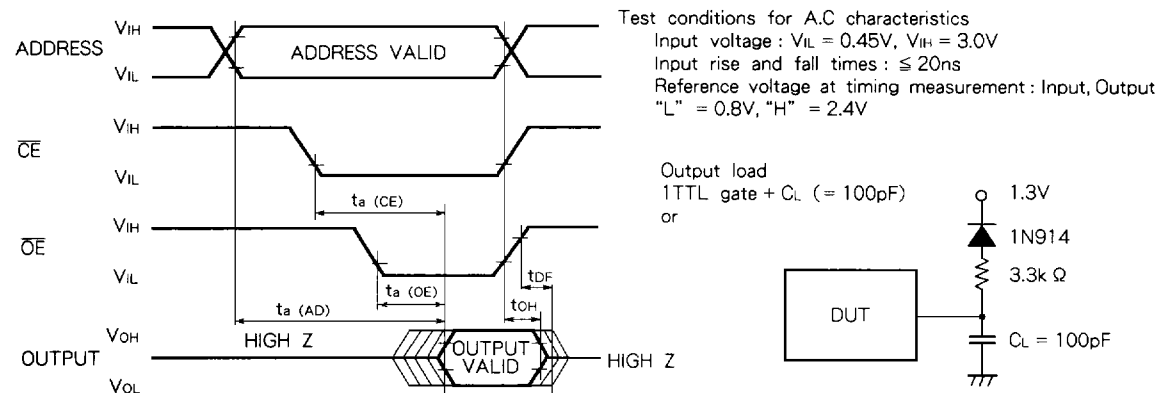 ADDRESS
VIH
VIL
ADDRESS VALID
CE
VIH
VIL
ta (CE)
OE
VIH
VIL
ta (OE)
ta (AD)
tDF
tOH
OUTPUT
VOH
VOL
HIGH Z
OUTPUT
VALID
HIGH Z
Test conditions for A.C characteristics
Input voltage : VIL = 0.45V, VIH = 3.0V
Input rise and fall times : ≦ 20ns
Reference voltage at timing measurement : Input, Output
“L” = 0.8V, “H” = 2.4V
Output load
1TTL gate + CL (= 100pF)
or
1.3V
1N914
3.3k Ω
DUT
CL = 100pF